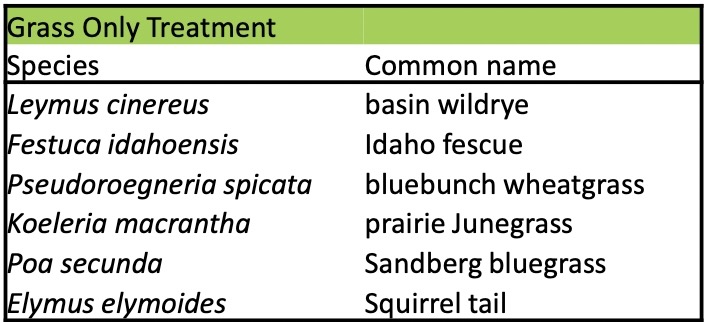 Grass Only Treatment
Species Common name
Leymus cinereus basin wildrye
Festuca idahoensis Idaho fescue
Pseudoroegneria spicata bluebunch wheatgrass
Koeleria macrantha prairie Junegrass
Poa secunda Sandberg bluegrass
Elymus elymoides Squirrel tail